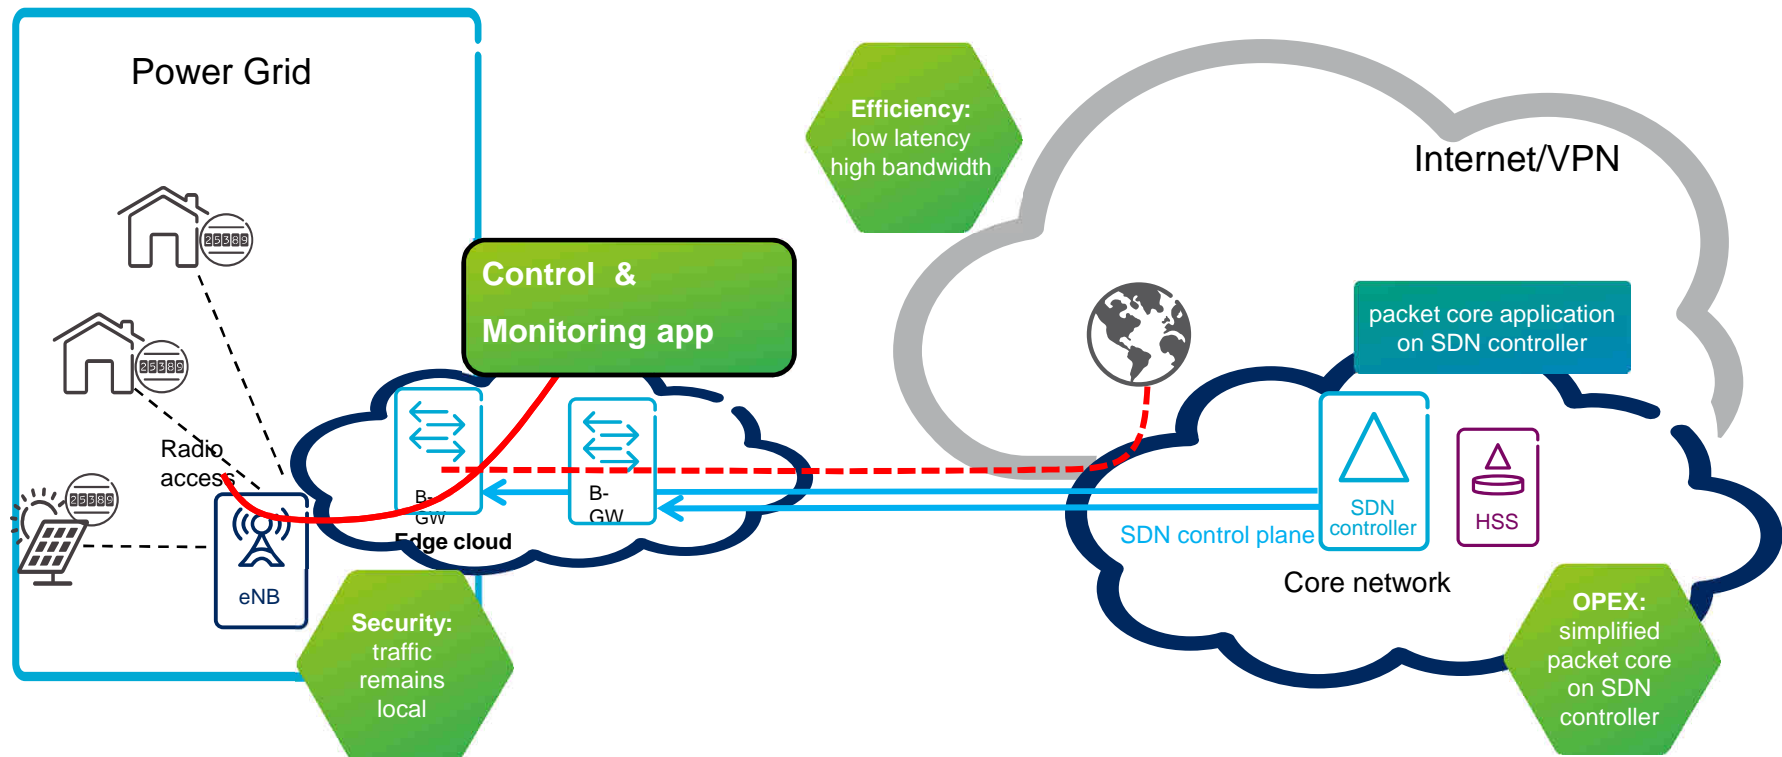 Power Grid
Efficiency:
low latency
high bandwidth
Internet/VPN
25389
Control &
Monitoring app
packet core application
on SDN controller
25389
Radio
access
25389
B-
GW
B-
GW
Edge cloud
eNB
SDN control plane
SDN
controller
HSS
Core network
Security:
traffic
remains
local
OPEX:
simplified
packet core
on SDN
controller